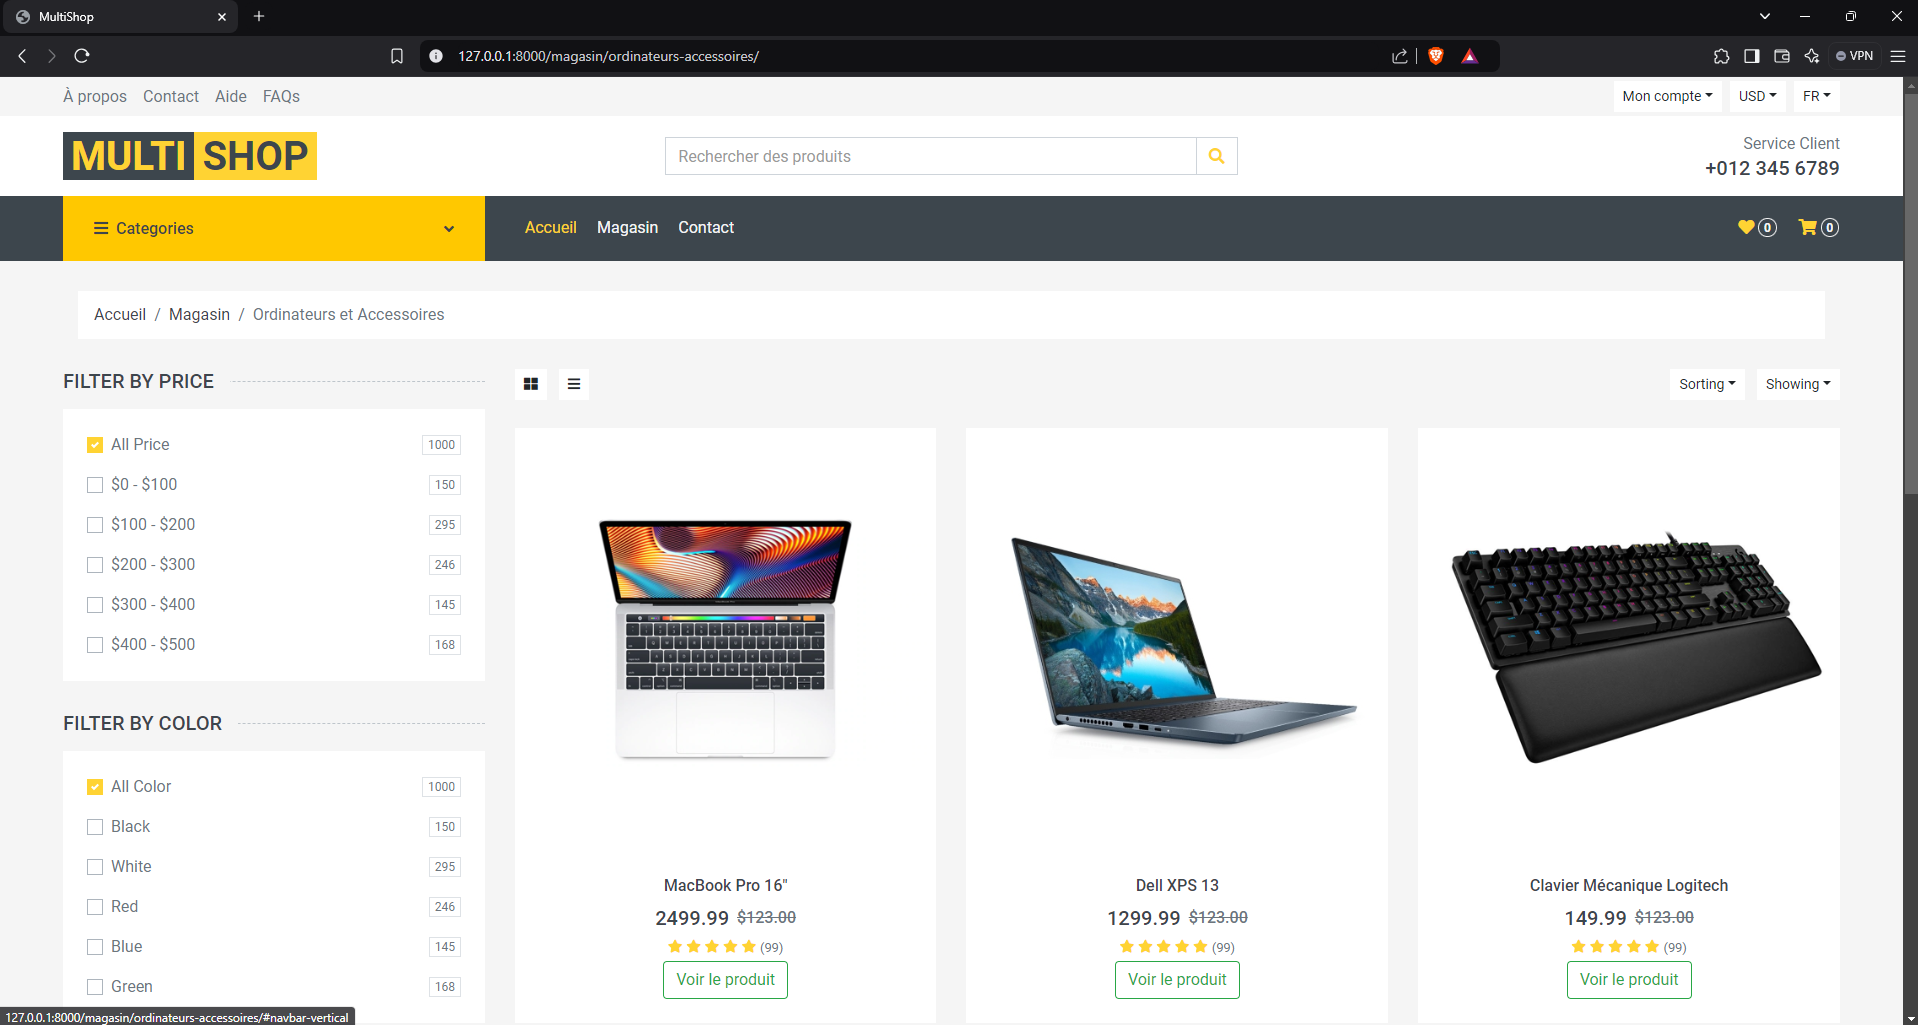 MultiShop
127.0.0.1:8000/magasin/ordinateurs-accessoires/
VPN
À propos Contact Aide FAQs
Mon compte USD FR
MULTI SHOP
Rechercher des produits
Service Client
+012 345 6789
Categories
Accueil Magasin Contact
0 0
Accueil / Magasin / Ordinateurs et Accessoires
FILTER BY PRICE
All Price 1000
$0 - $100 150
$100 - $200 295
$200 - $300 246
$300 - $400 145
$400 - $500 168
FILTER BY COLOR
All Color 1000
Black 150
White 295
Red 246
Blue 145
Green 168
Sorting Showing
MacBook Pro 16"
2499.99 $123.00
(99)
Voir le produit
Dell XPS 13
1299.99 $123.00
(99)
Voir le produit
Clavier Mécanique Logitech
149.99 $123.00
(99)
Voir le produit
127.0.0.1:8000/magasin/ordinateurs-accessoires/#navbar-vertical